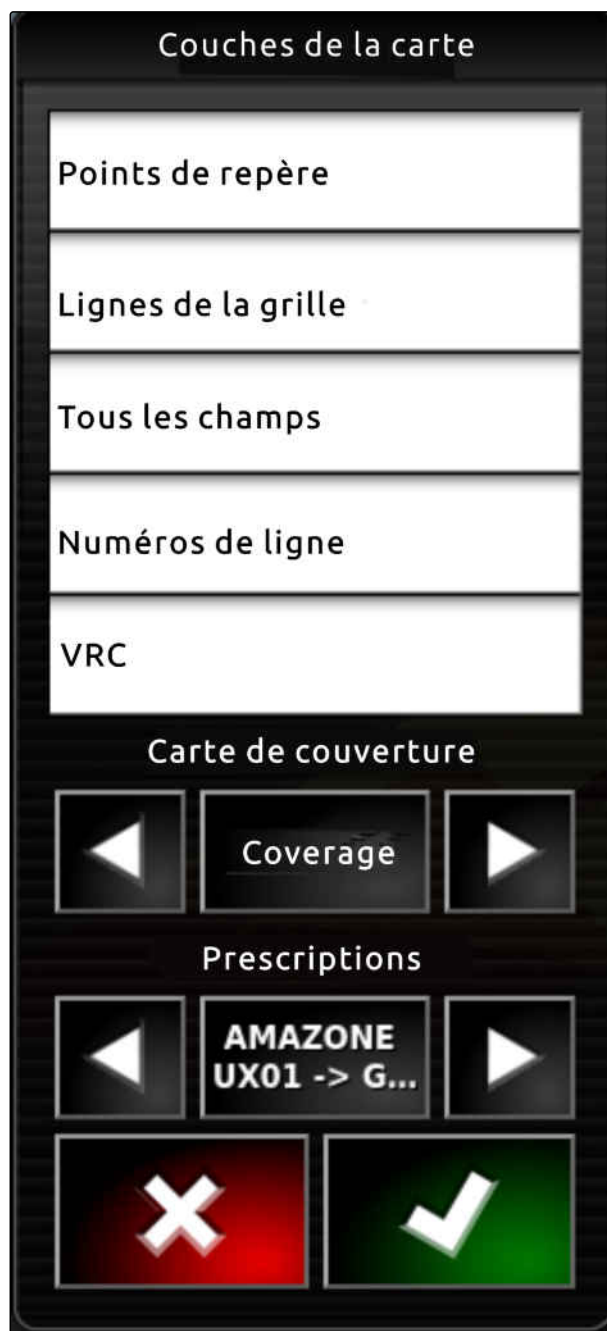 Couches de la carte
Points de repère
Lignes de la grille
Tous les champs
Numéros de ligne
VRC
Carte de couverture
Coverage
Prescriptions
AMAZONE
UX01 -> G...